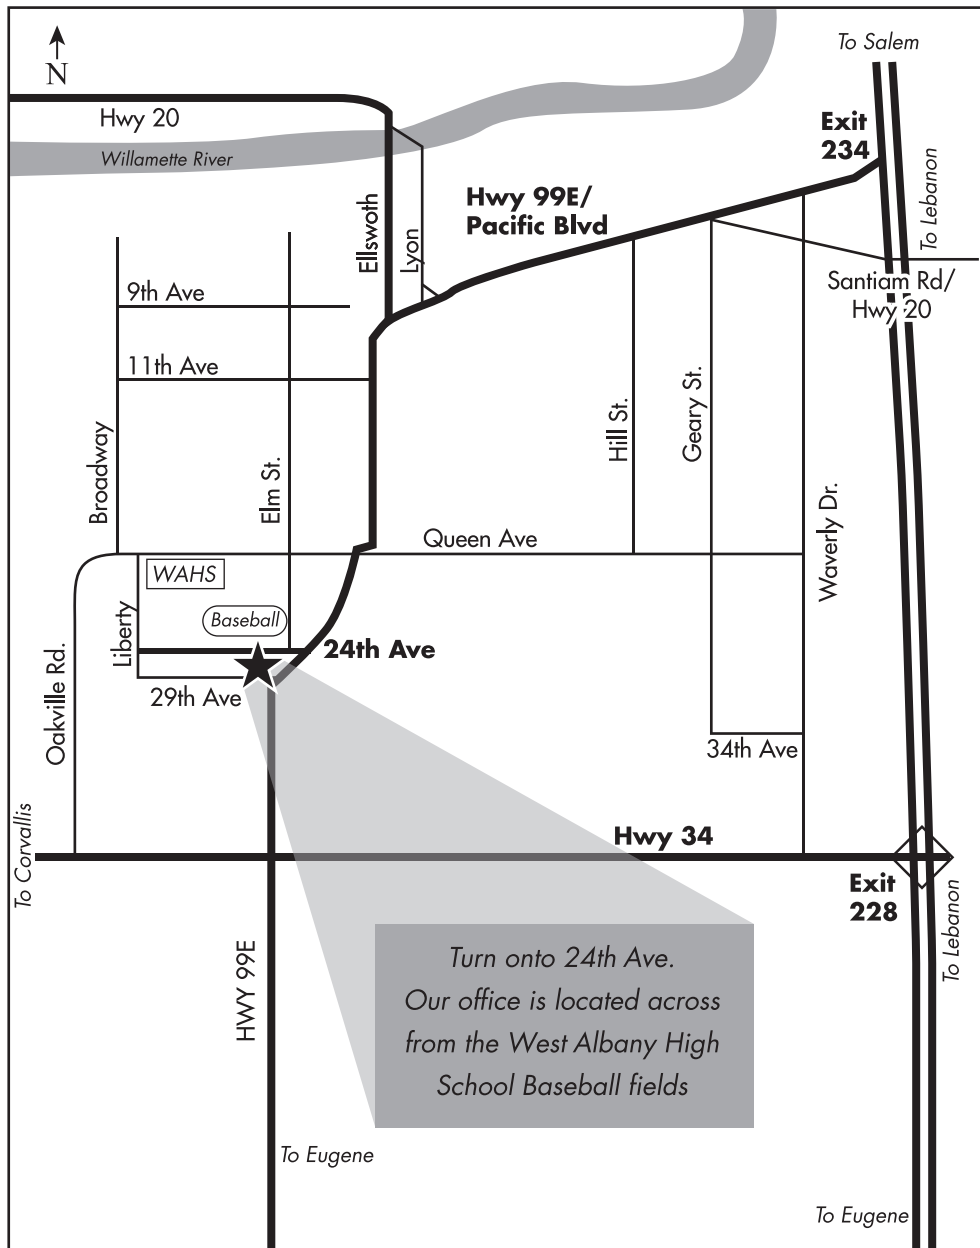 To Salem
N
Hwy 20
Exit
234
Willamette River
To Lebanon
Hwy 99E/
Pacific Blvd
Ellswoth
Lyon
Santiam Rd/
Hwy 20
9th Ave
11th Ave
Broadway
Elm St.
Hill St.
Geary St.
Waverly Dr.
Queen Ave
WAHS
Baseball
Liberty
24th Ave
Oakville Rd.
29th Ave
34th Ave
To Corvallis
Hwy 34
Exit
228
To Lebanon
HWY 99E
Turn onto 24th Ave.
Our office is located across
from the West Albany High
School Baseball fields
To Eugene
To Eugene